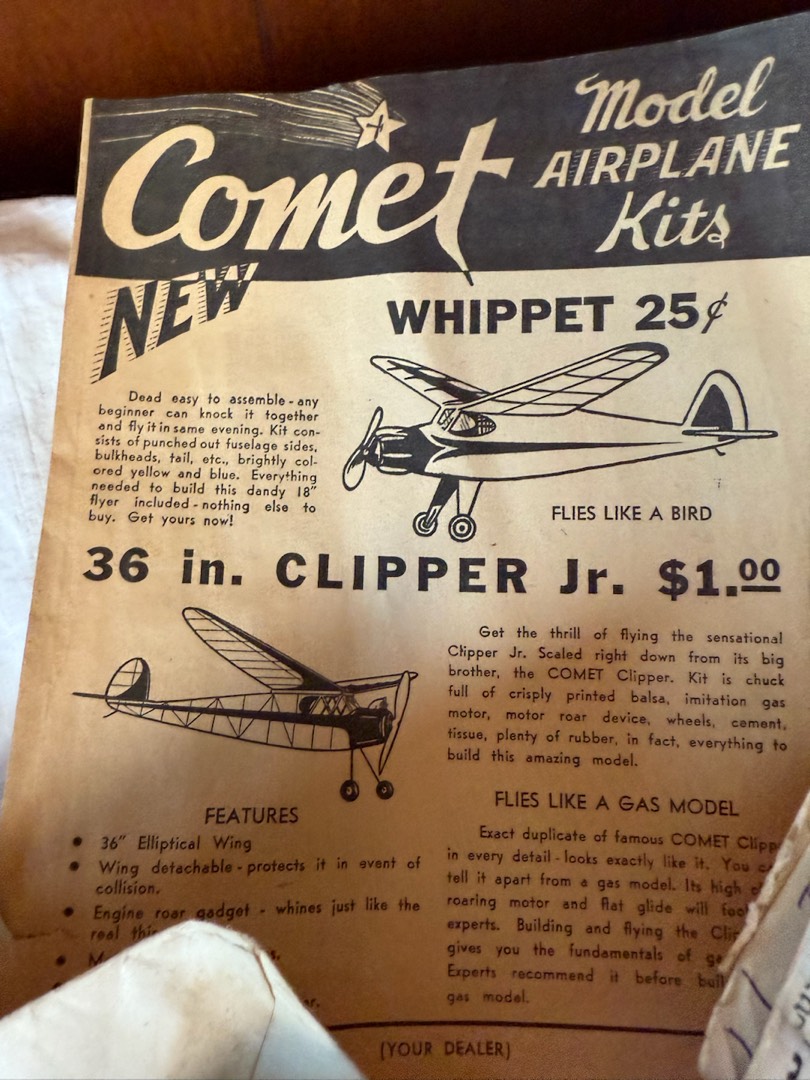 Comet
Model
AIRPLANE
Kits
NEW
WHIPPET 25¢
Dead easy to assemble - any
beginner can knock it together
and fly it in same evening. Kit con-
sists of punched out fuselage sides,
bulkheads, tail, etc., brightly col-
ored yellow and blue. Everything
needed to build this dandy 18"
flyer included - nothing else to
buy. Get yours now!
FLIES LIKE A BIRD
36 in. CLIPPER Jr. $1.00
Get the thrill of flying the sensational
Clipper Jr. Scaled right down from its big
brother, the COMET Clipper. Kit is chuck
full of crisply printed balsa, imitation gas
motor, motor roar device, wheels, cement,
tissue, plenty of rubber, in fact, everything to
build this amazing model.
FEATURES
• 36" Elliptical Wing
• Wing detachable - protects it in event of
collision.
• Engine roar gadget - whines just like the
real
FLIES LIKE A GAS MODEL
Exact duplicate of famous COMET
in every detail - looks exactly like it. You
tell it apart from a gas model. Its high
roaring motor and flat glide will
experts. Building and flying the
gives you the fundamentals of
Experts recommend it before
gas model.
(YOUR DEALER)